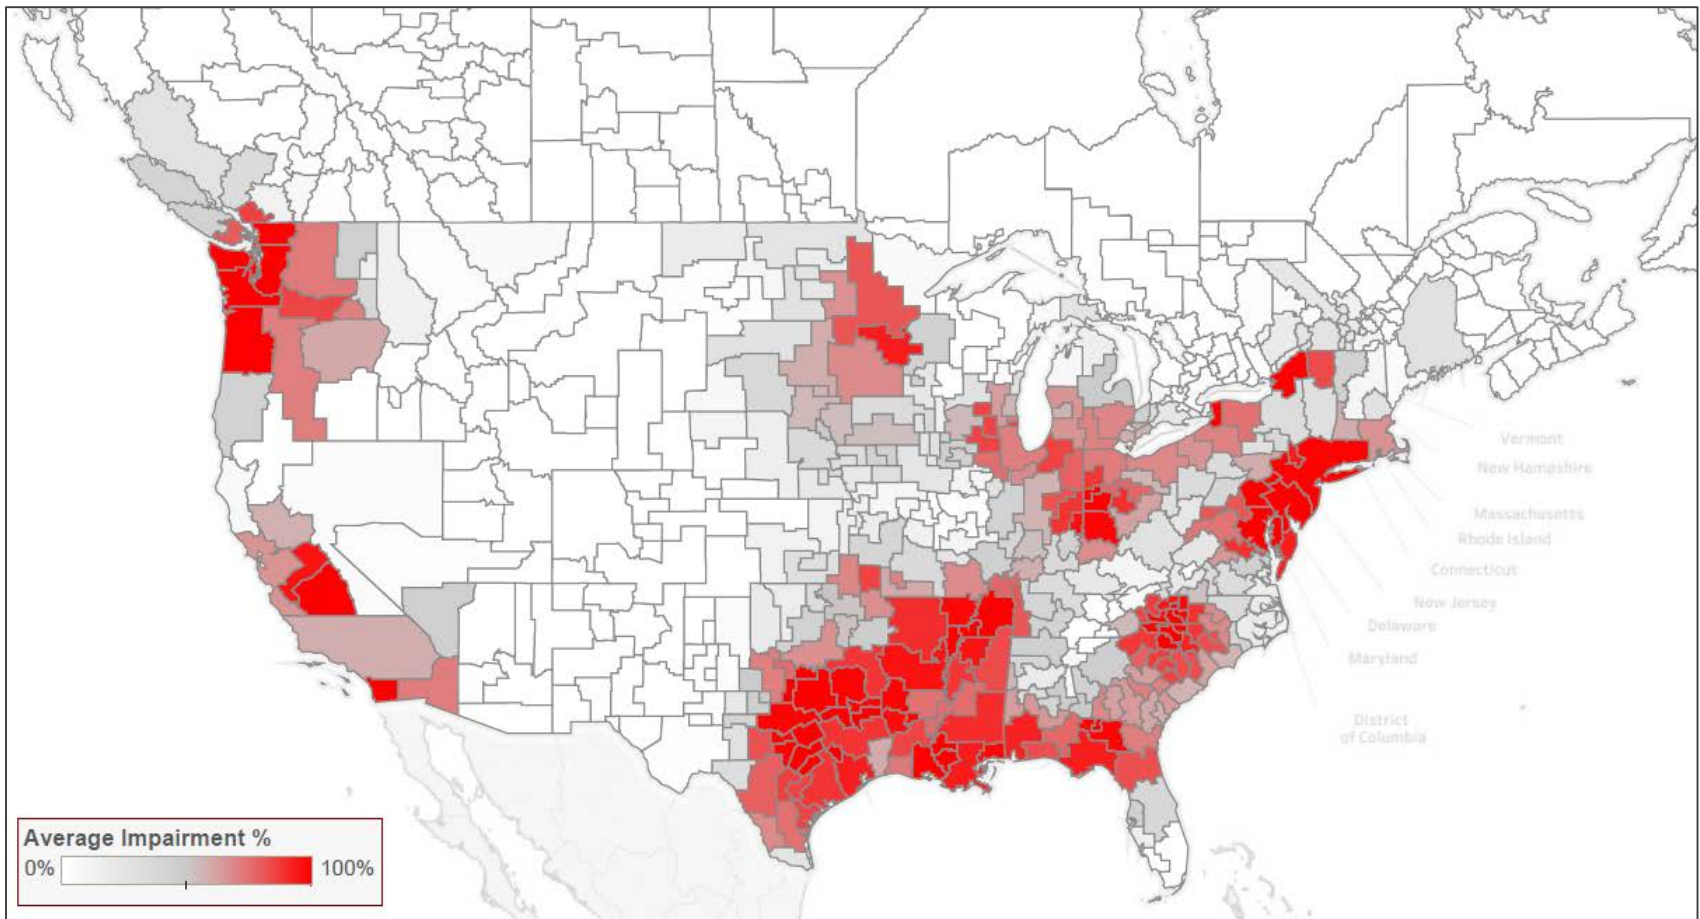 Vermont
New Hampshire
Massachusetts
Rhode Island
Connecticut
New Jersey
Delaware
Maryland
District
of Columbia
Average Impairment %
0%
100%